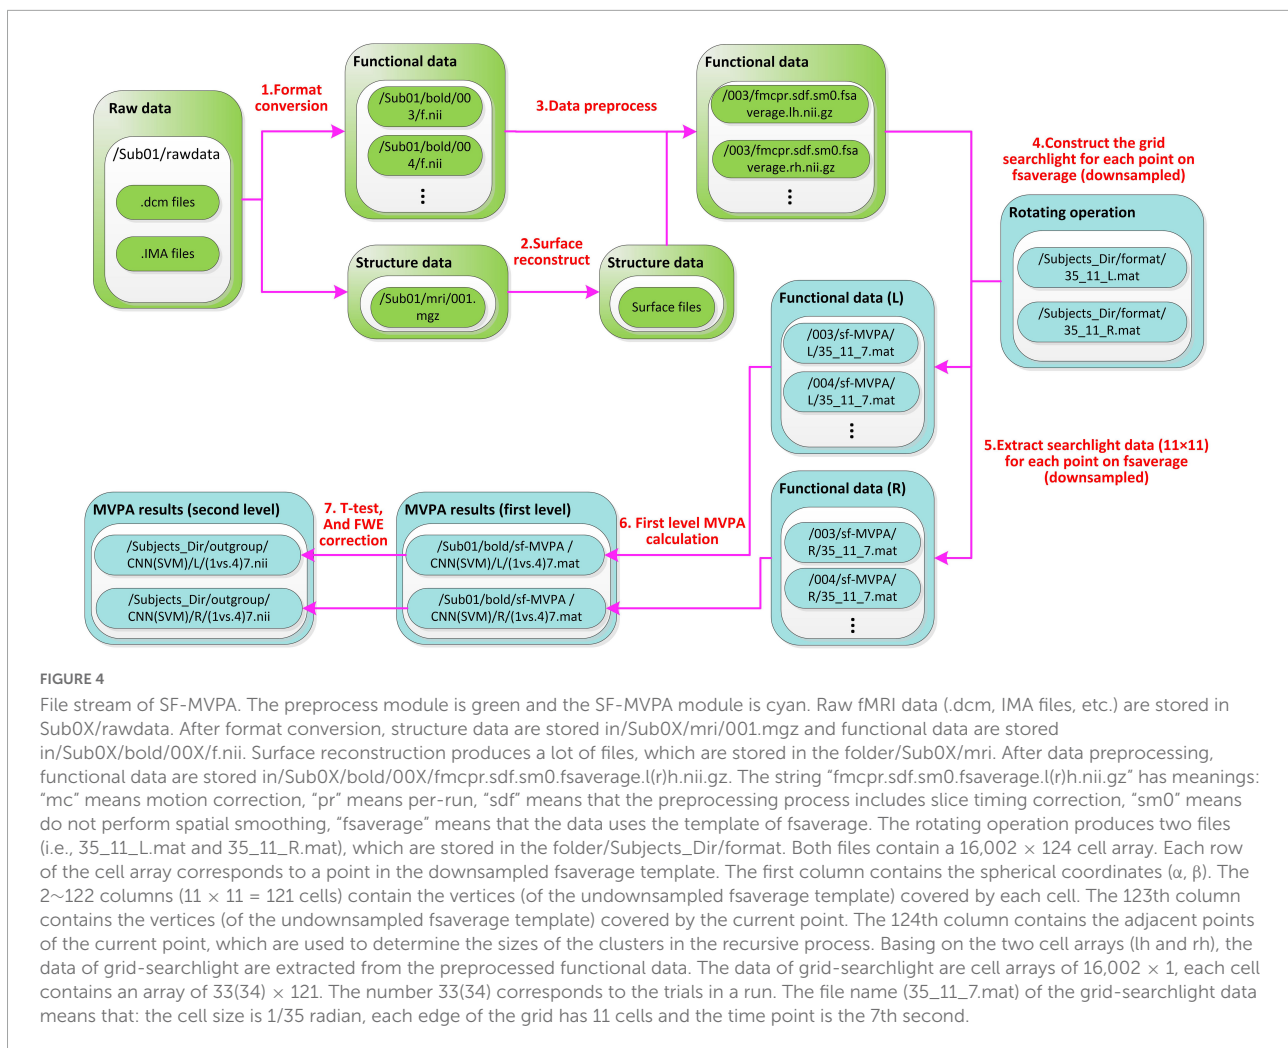 Raw data
/Sub01/rawdata
.dcm files
.IMA files
1.Format
conversion
Functional data
/Sub01/bold/00
3/f.nii
/Sub01/bold/00
4/f.nii
⋮
3.Data preprocess
Functional data
/003/fmcpr.sdf.sm0.fsa
verage.lh.nii.gz
/003/fmcpr.sdf.sm0.fsa
verage.rh.nii.gz
⋮
4.Construct the grid
searchlight for each point on
fsaverage (downsampled)
Rotating operation
/Subjects_Dir/format/
35_11_L.mat
/Subjects_Dir/format/
35_11_R.mat
Structure data
/Sub01/mri/001.
mgz
2.Surface
reconstruct
Structure data
Surface files
Functional data (L)
/003/sf-MVPA/
L/35_11_7.mat
/004/sf-MVPA/
L/35_11_7.mat
⋮
5.Extract searchlight data (11×11)
for each point on fsaverage
(downsampled)
Functional data (R)
/003/sf-MVPA/
R/35_11_7.mat
/004/sf-MVPA/
R/35_11_7.mat
⋮
6. First level MVPA
calculation
MVPA results (first level)
/Sub01/bold/sf-MVPA /
CNN(SVM)/L/(1vs.4)7.mat
/Sub01/bold/sf-MVPA /
CNN(SVM)/R/(1vs.4)7.mat
7. T-test,
And FWE
correction
MVPA results (second level)
/Subjects_Dir/outgroup/
CNN(SVM)/L/(1vs.4)7.nii
/Subjects_Dir/outgroup/
CNN(SVM)/R/(1vs.4)7.nii
FIGURE 4
File stream of SF-MVPA. The preprocess module is green and the SF-MVPA module is cyan. Raw fMRI data (.dcm, IMA files, etc.) are stored in
Sub0X/rawdata. After format conversion, structure data are stored in/Sub0X/mri/001.mgz and functional data are stored
in/Sub0X/bold/00X/f.nii. Surface reconstruction produces a lot of files, which are stored in the folder/Sub0X/mri. After data preprocessing,
functional data are stored in/Sub0X/bold/00X/fmcpr.sdf.sm0.fsaverage.l(r)h.nii.gz. The string “fmcpr.sdf.sm0.fsaverage.l(r)h.nii.gz” has meanings:
“mc” means motion correction, “pr” means per-run, “sdf” means that the preprocessing process includes slice timing correction, “sm0” means
do not perform spatial smoothing, “fsaverage” means that the data uses the template of fsaverage. The rotating operation produces two files
(i.e., 35_11_L.mat and 35_11_R.mat), which are stored in the folder/Subjects_Dir/format. Both files contain a 16,002 × 124 cell array. Each row
of the cell array corresponds to a point in the downsampled fsaverage template. The first column contains the spherical coordinates (α, β). The
2~122 columns (11 × 11 = 121 cells) contain the vertices (of the undownsampled fsaverage template) covered by each cell. The 123th column
contains the vertices (of the undownsampled fsaverage template) covered by the current point. The 124th column contains the adjacent points
of the current point, which are used to determine the sizes of the clusters in the recursive process. Basing on the two cell arrays (lh and rh), the
data of grid-searchlight are extracted from the preprocessed functional data. The data of grid-searchlight are cell arrays of 16,002 × 1, each cell
contains an array of 33(34) × 121. The number 33(34) corresponds to the trials in a run. The file name (35_11_7.mat) of the grid-searchlight data
means that: the cell size is 1/35 radian, each edge of the grid has 11 cells and the time point is the 7th second.